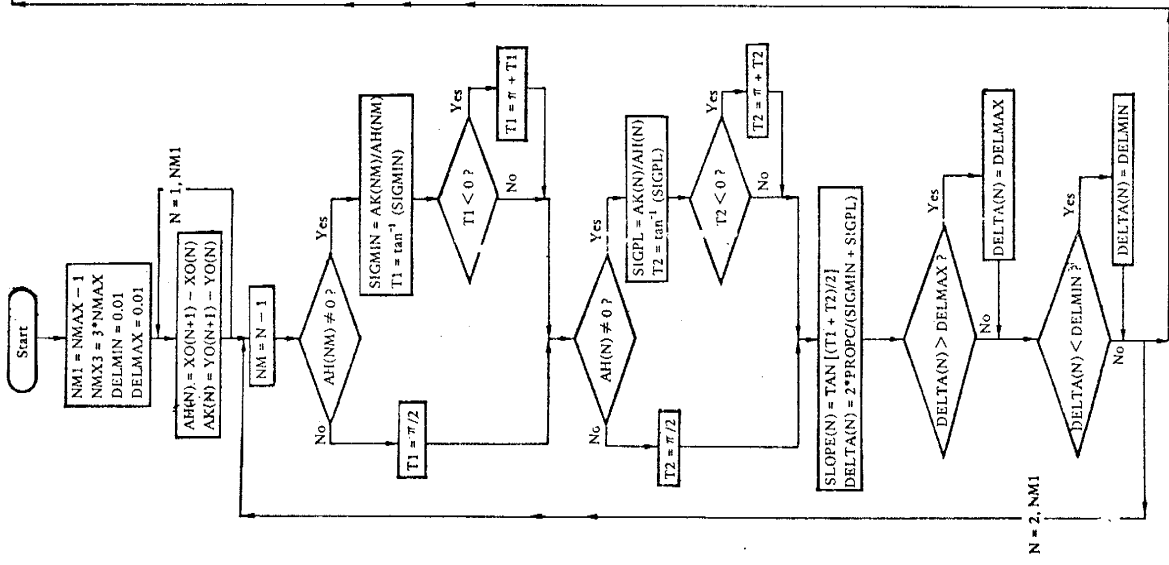 Start
NM1 = NMAX − 1
NMX3 = 3*NMAX
DELMIN = 0.01
DELMAX = 0.01
N = 1, NM1
AH(N) = XO(N+1) − XO(N)
AK(N) = YO(N+1) − YO(N)
NM = N − 1
AH(NM) ≠ 0 ?
Yes
No
SIGMIN = AK(NM)/AH(NM)
T1 = tan⁻¹ (SIGMIN)
T1 < 0 ?
Yes
T1 = π + T1
No
T1 = π/2
AH(N) ≠ 0 ?
Yes
No
SIGPL = AK(N)/AH(N)
T2 = tan⁻¹ (SIGPL)
T2 < 0 ?
Yes
T2 = π + T2
No
T2 = π/2
SLOPE(N) = TAN [(T1 + T2)/2]
DELTA(N) = 2*PROPC/(SIGMIN + SIGPL)
DELTA(N) > DELMAX ?
Yes
DELTA(N) = DELMAX
No
DELTA(N) < DELMIN ?
Yes
DELTA(N) = DELMIN
No
N = 2, NM1